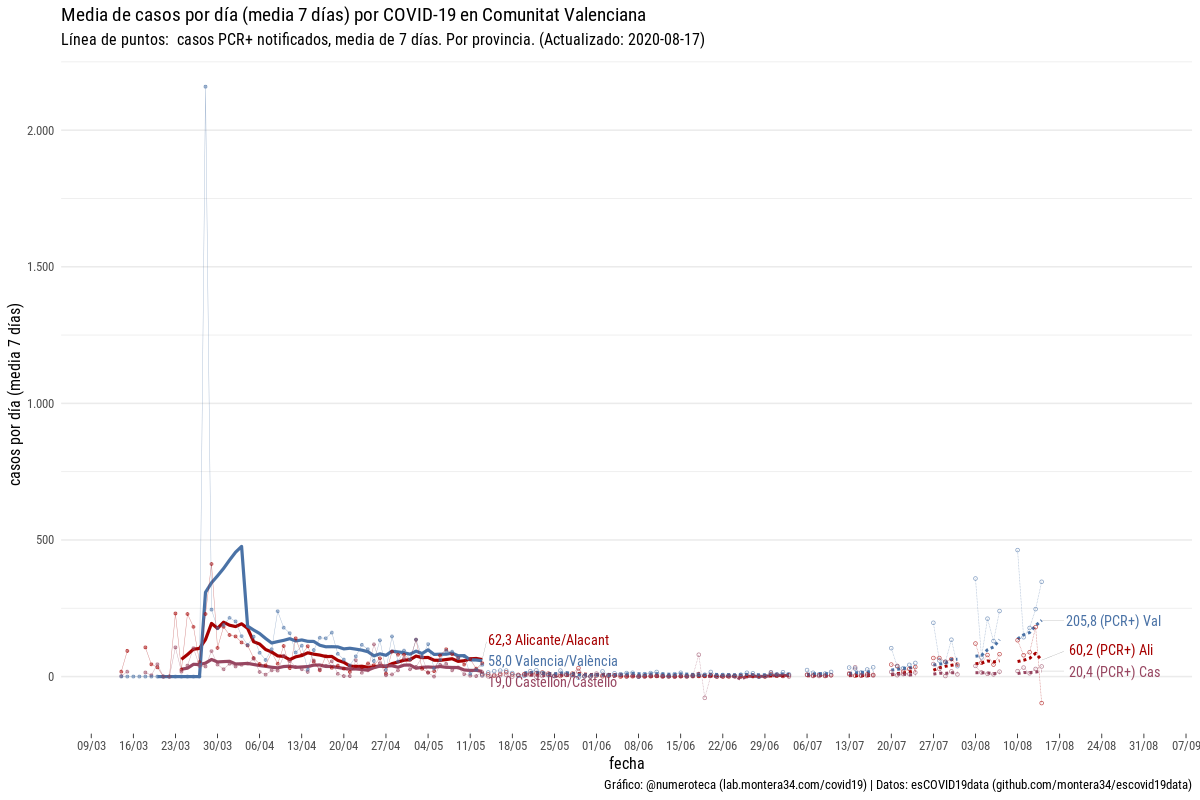 Media de casos por día (media 7 días) por COVID-19 en Comunitat Valenciana
Línea de puntos: casos PCR+ notificados, media de 7 días. Por provincia. (Actualizado: 2020-08-17)
casos por día (media 7 días)
2.000
1.500
1.000
500
0
62,3 Alicante/Alacant
58,0 Valencia/València
19,0 Castellón/Castelló
205,8 (PCR+) Val
60,2 (PCR+) Ali
20,4 (PCR+) Cas
09/03 16/03 23/03 30/03 06/04 13/04 20/04 27/04 04/05 11/05 18/05 25/05 01/06 08/06 15/06 22/06 29/06 06/07 13/07 20/07 27/07 03/08 10/08 17/08 24/08 31/08 07/09
fecha
Gráfico: @numeroteca (lab.montera34.com/covid19) | Datos: esCOVID19data (github.com/montera34/escovid19data)